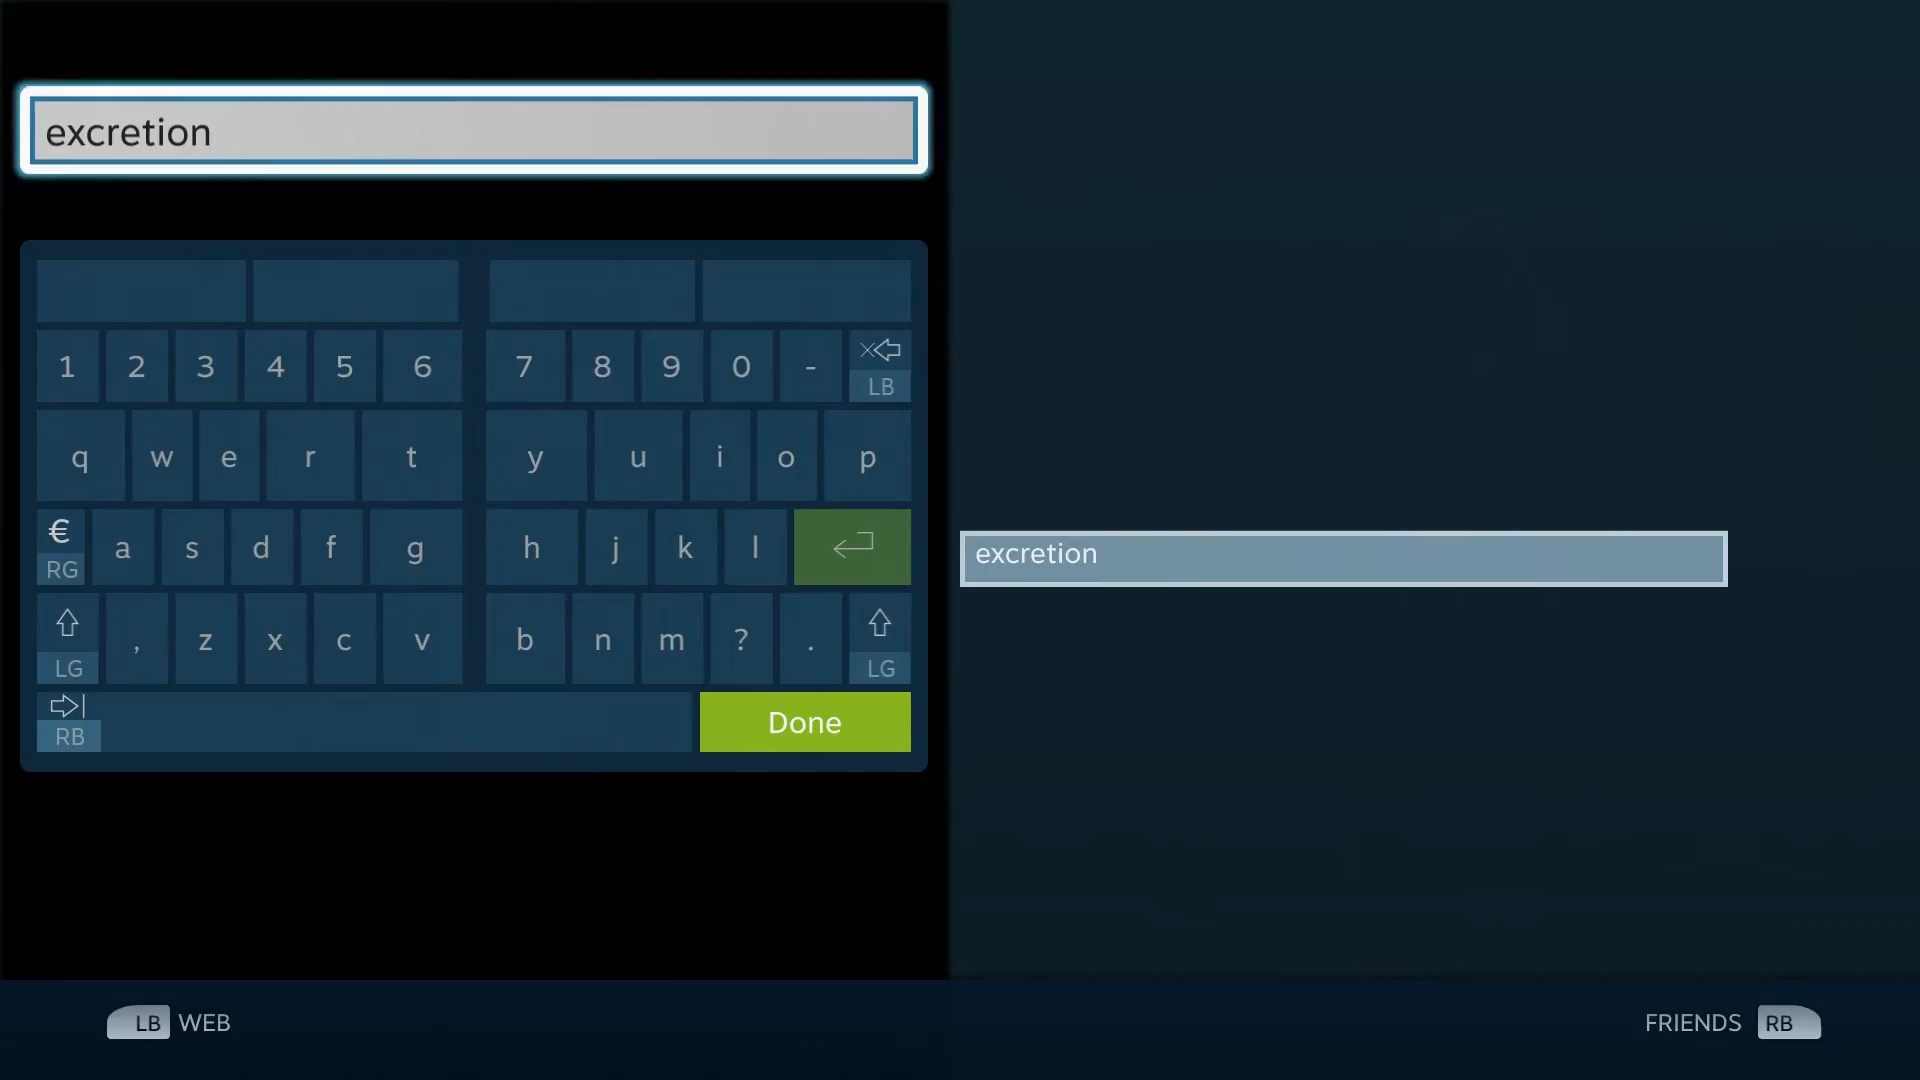 excretion
1 2 3 4 5 6 7 8 9 0 -
LB
q w e r t y u i o p
€ a s d f g h j k l
RG
excretion
, z x c v b n m ? .
LG LG
RB
Done
LB WEB
FRIENDS RB